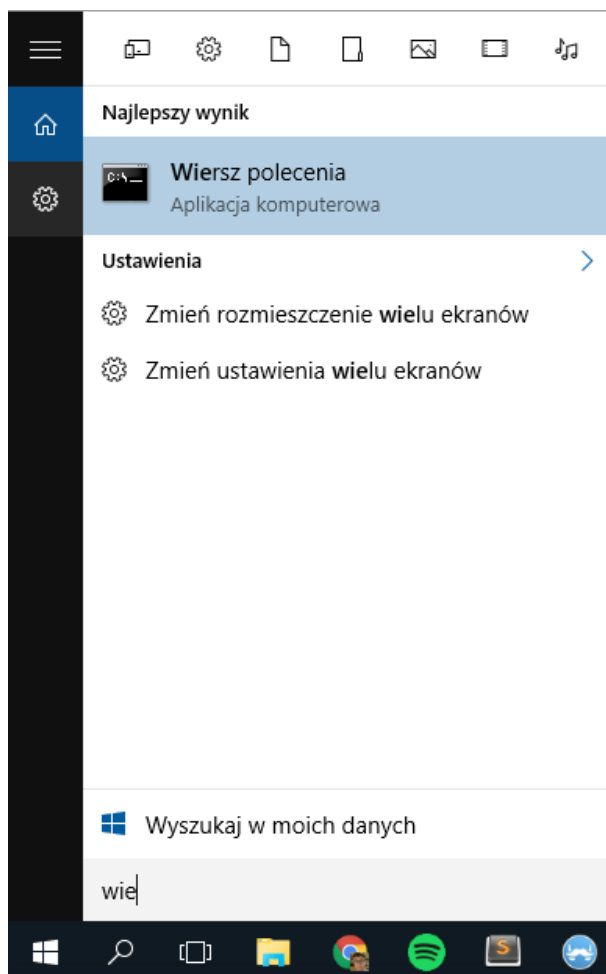 Najlepszy wynik
C:\
Wiersz polecenia
Aplikacja komputerowa
Ustawienia
Zmień rozmieszczenie wielu ekranów
Zmień ustawienia wielu ekranów
Wyszukaj w moich danych
wie
S